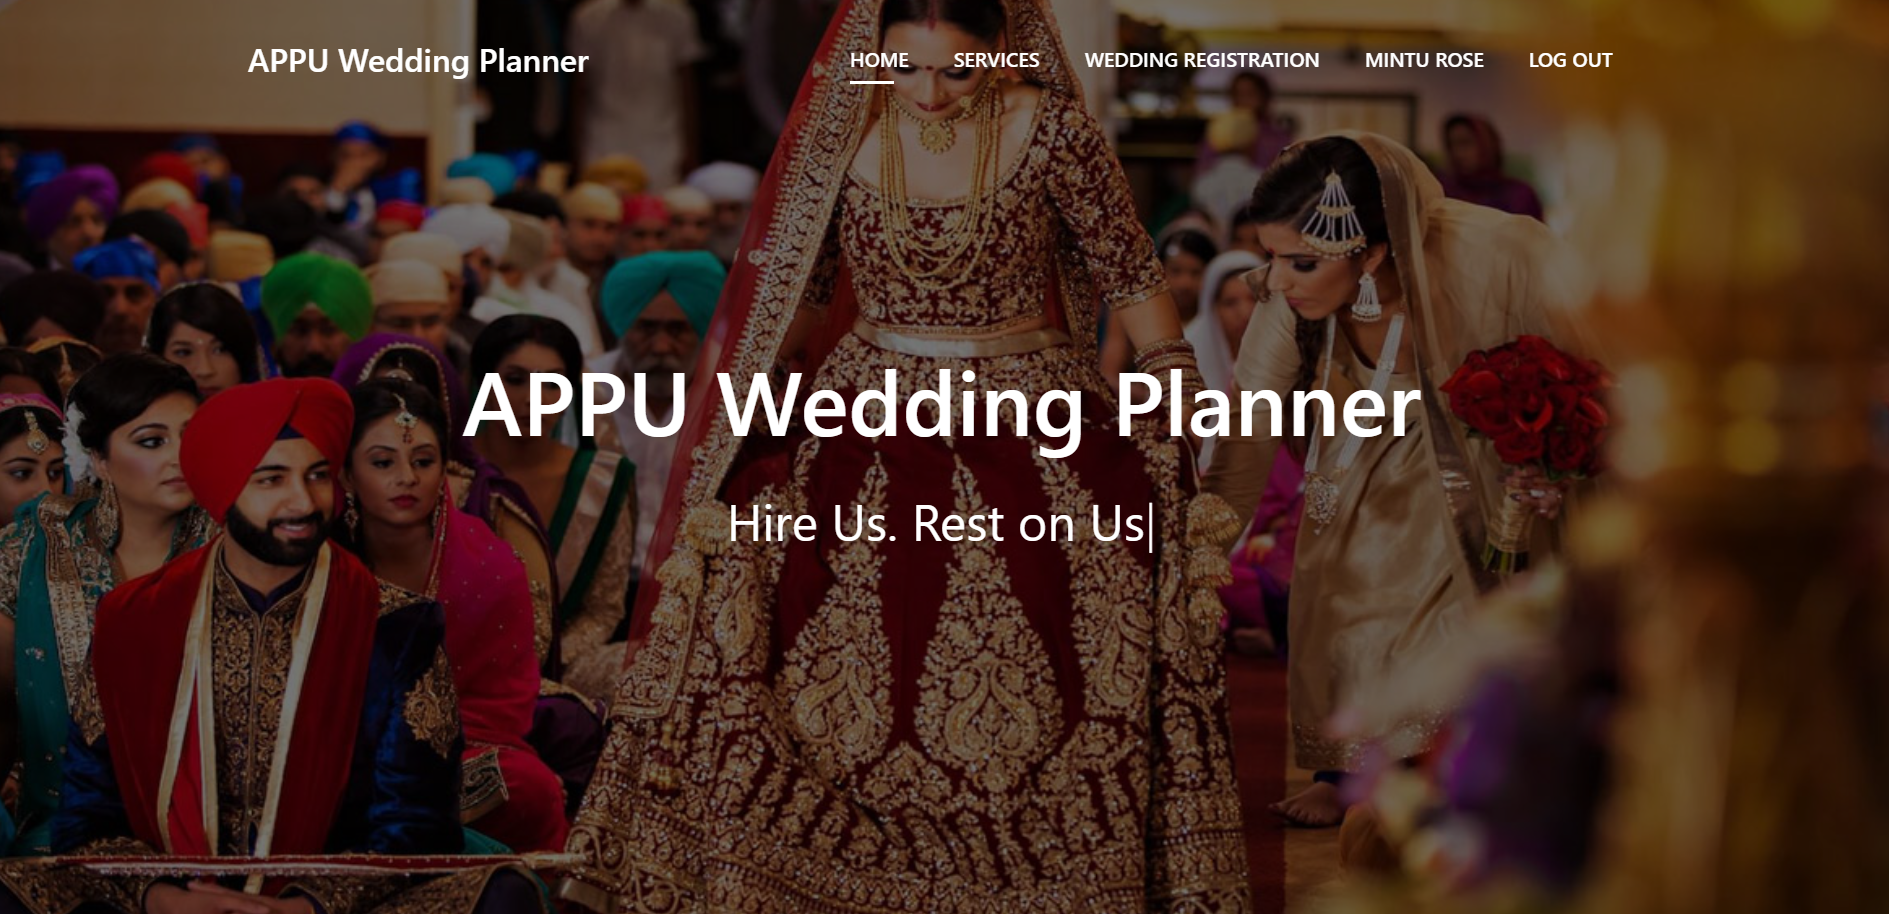 APPU Wedding Planner
HOME SERVICES WEDDING REGISTRATION MINTU ROSE LOG OUT
APPU Wedding Planner
Hire Us. Rest on Us|